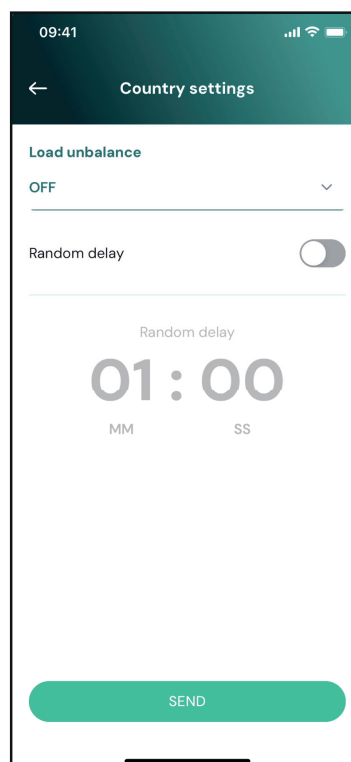 09:41
Country settings
Load unbalance
OFF
Random delay
Random delay
01 : 00
MM SS
SEND